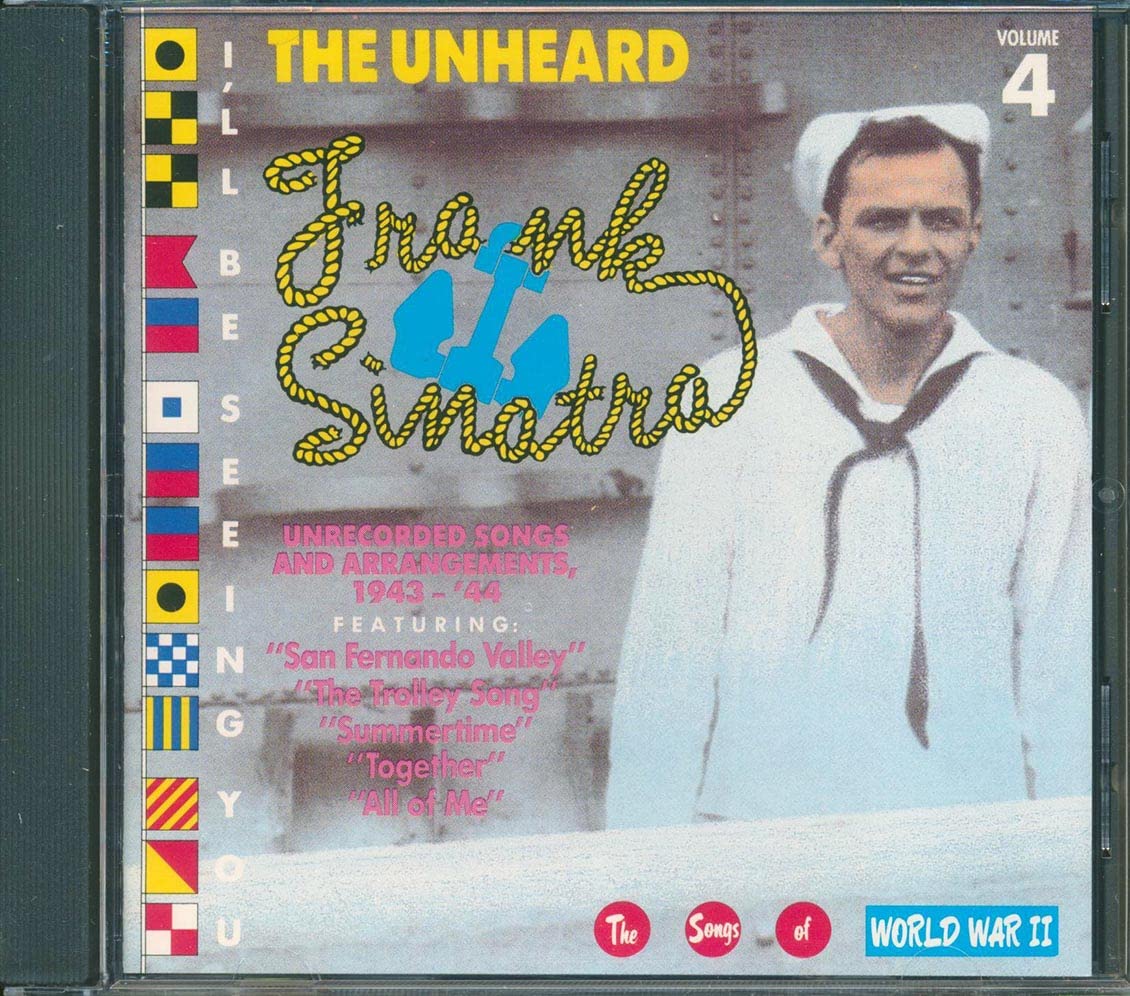 I'LL BE SEEING YOU
THE UNHEARD
VOLUME
4
Frank
Sinatra
UNRECORDED SONGS
AND ARRANGEMENTS,
1943 – '44
FEATURING:
"San Fernando Valley"
"The Trolley Song"
"Summertime"
"Together"
"All of Me"
The Songs of WORLD WAR II